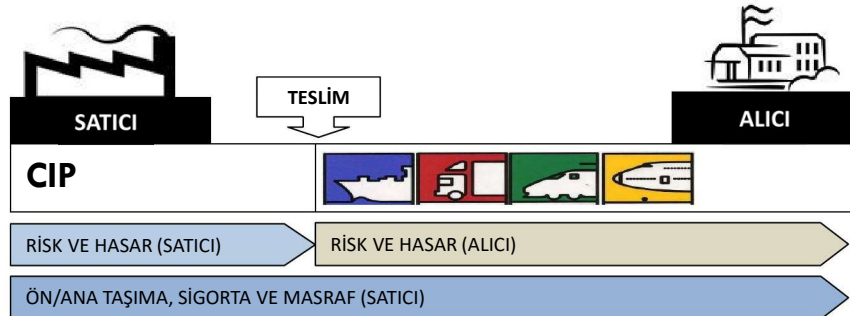 SATICI
TESLİM
ALICI
CIP
RİSK VE HASAR (SATICI)
RİSK VE HASAR (ALICI)
ÖN/ANA TAŞIMA, SİGORTA VE MASRAF (SATICI)